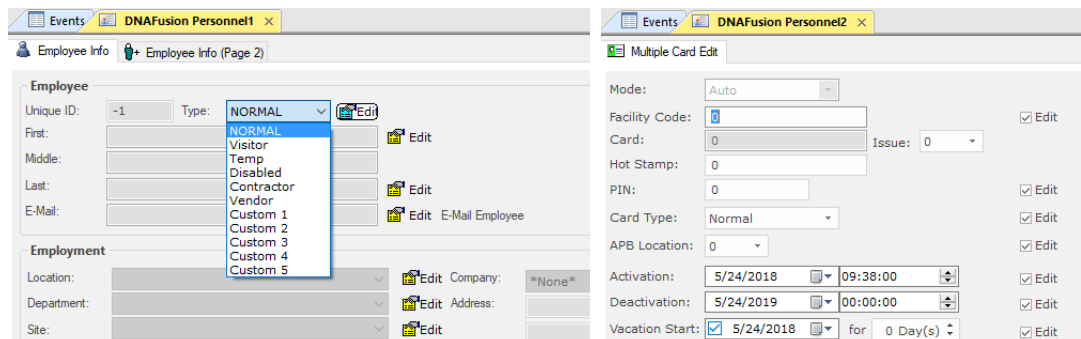 Events DNAFusion Personnel1 ×
Employee Info Employee Info (Page 2)
Employee
Unique ID: -1 Type: NORMAL Edit
NORMAL
Visitor
Temp
Disabled
Contractor
Vendor
Custom 1
Custom 2
Custom 3
Custom 4
Custom 5
First: Edit
Middle:
Last: Edit
E-Mail: Edit E-Mail Employee
Employment
Location: Edit Company: *None*
Department: Edit Address:
Site: Edit
Events DNAFusion Personnel2 ×
Multiple Card Edit
Mode: Auto
Facility Code: 0 Edit
Card: 0 Issue: 0
Hot Stamp: 0
PIN: 0 Edit
Card Type: Normal Edit
APB Location: 0 Edit
Activation: 5/24/2018 09:38:00 Edit
Deactivation: 5/24/2019 00:00:00 Edit
Vacation Start: 5/24/2018 for 0 Day(s) Edit